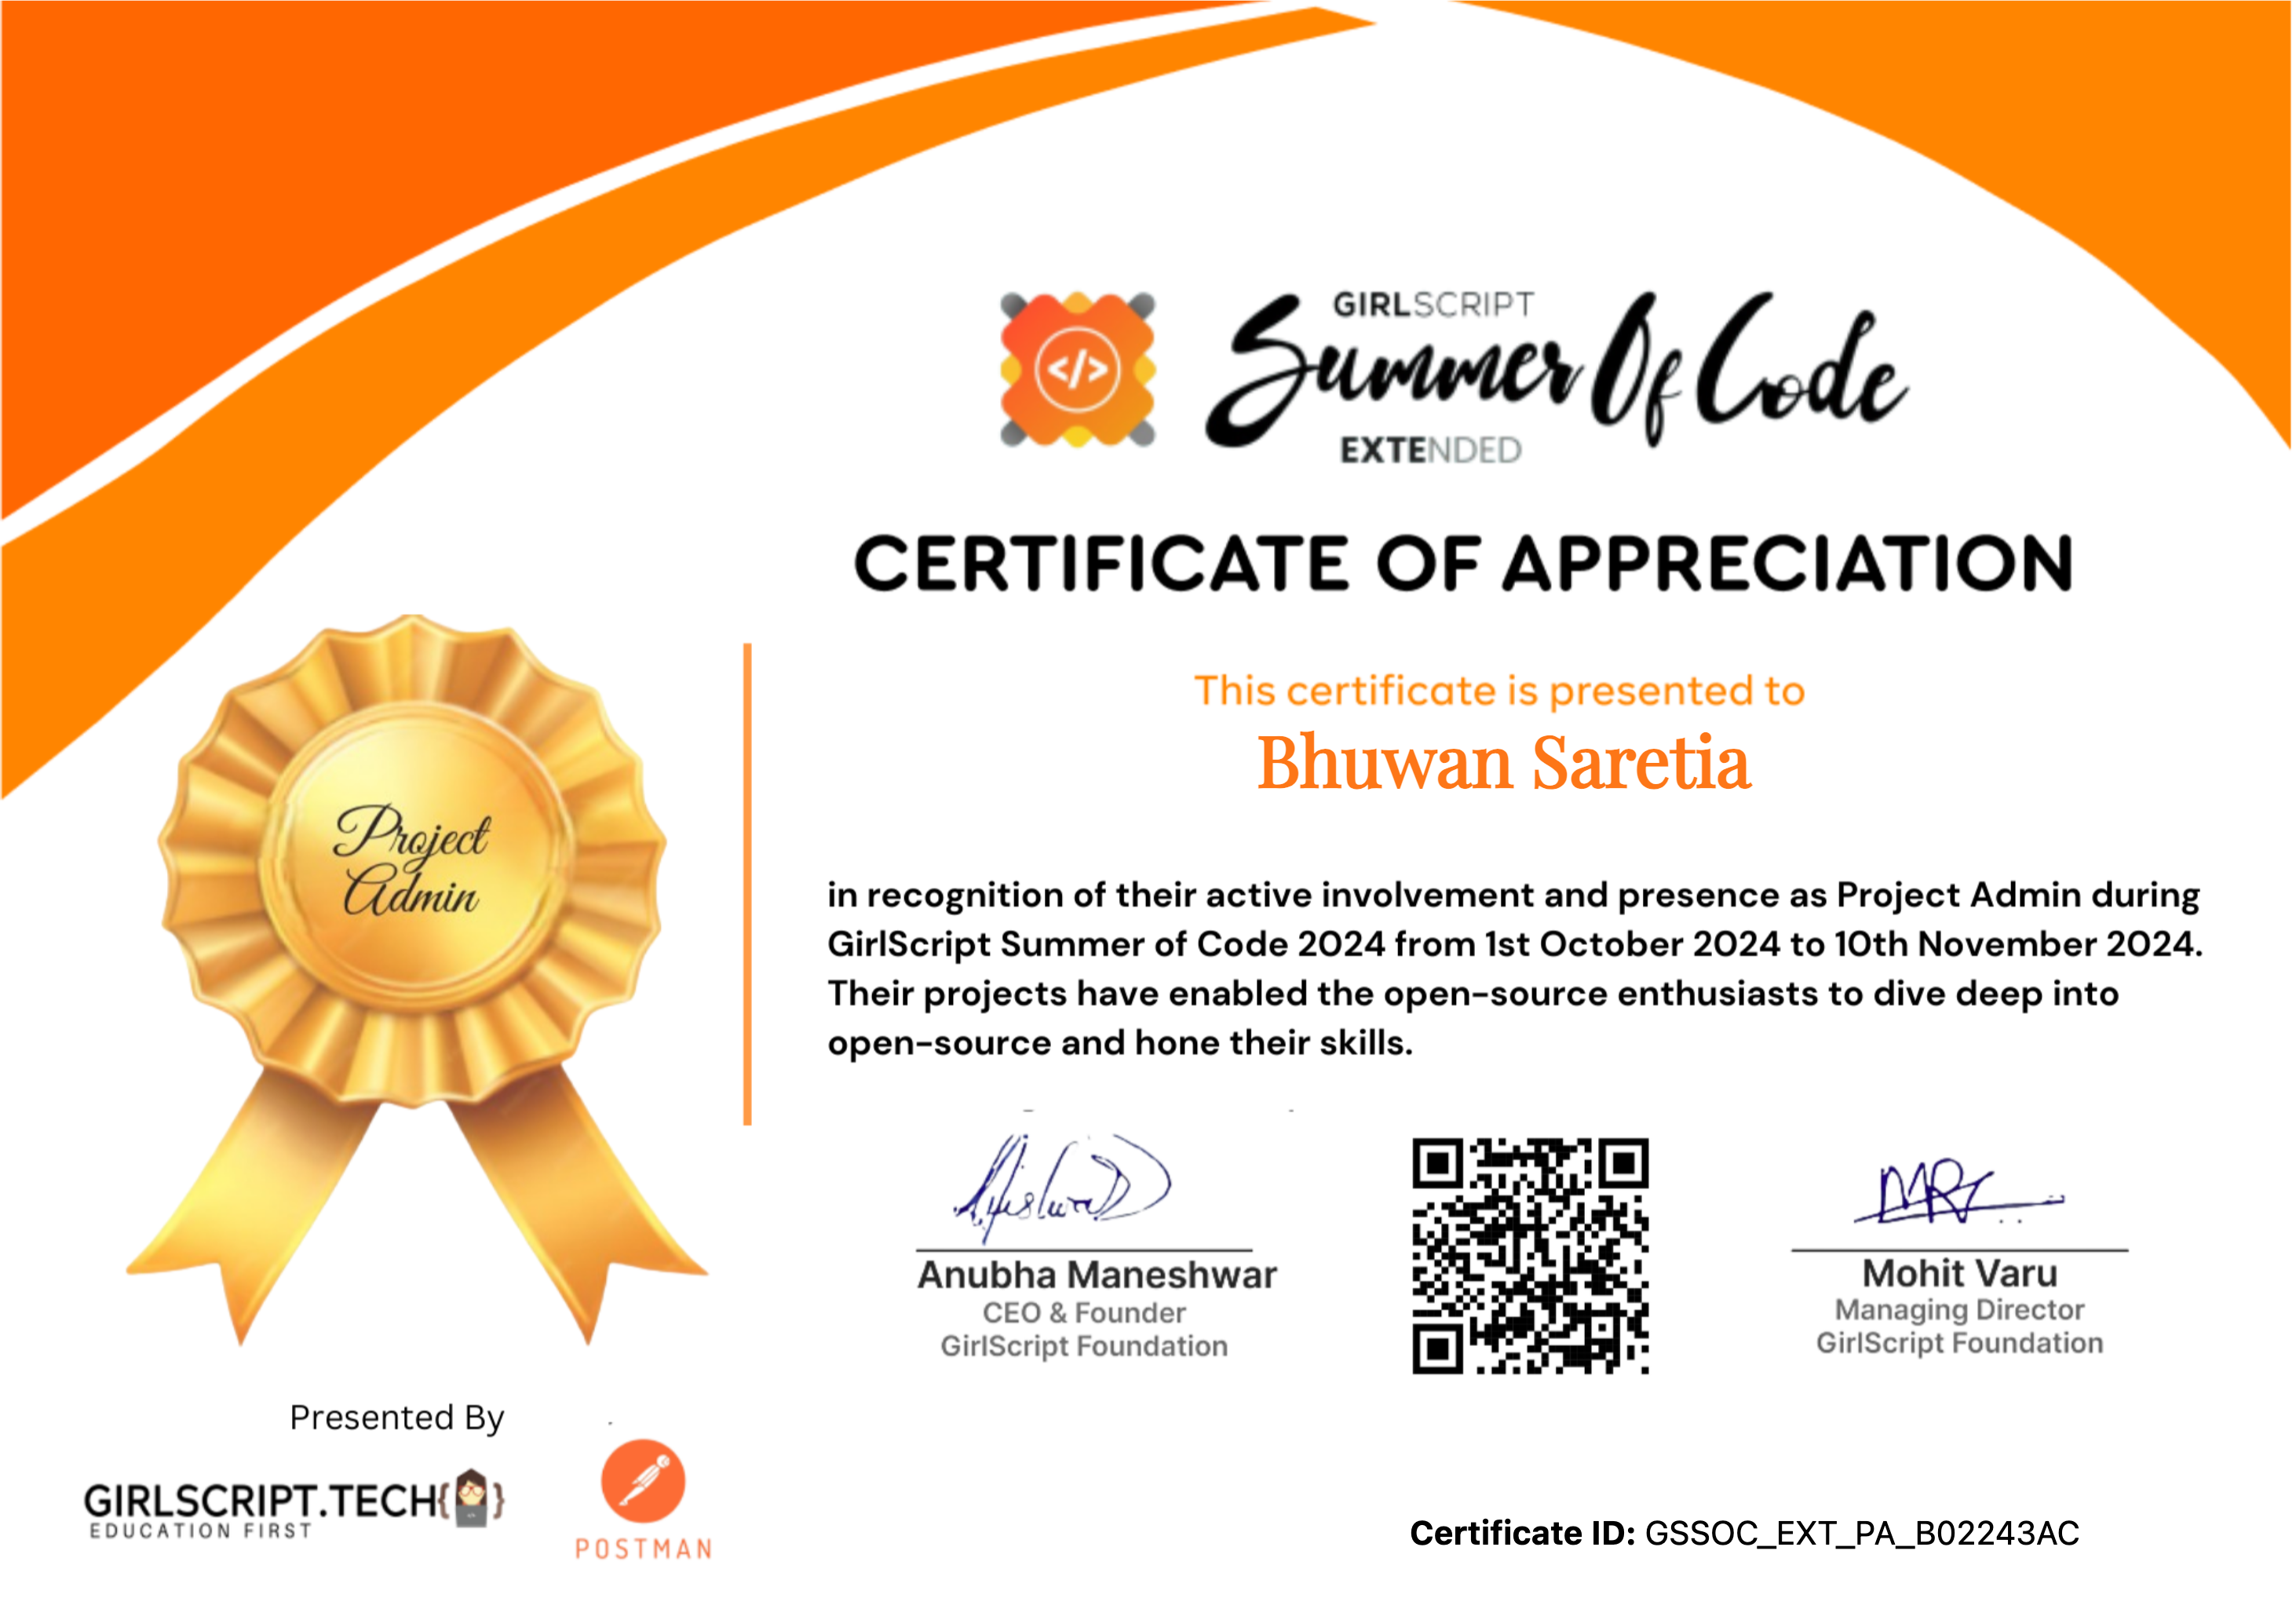 GIRLSCRIPT
Summer Of Code
EXTENDED
CERTIFICATE OF APPRECIATION
This certificate is presented to
Bhuwan Saretia
Project
Admin
in recognition of their active involvement and presence as Project Admin during
GirlScript Summer of Code 2024 from 1st October 2024 to 10th November 2024.
Their projects have enabled the open-source enthusiasts to dive deep into
open-source and hone their skills.
Anubha Maneshwar
CEO & Founder
GirlScript Foundation
Mohit Varu
Managing Director
GirlScript Foundation
Presented By
GIRLSCRIPT.TECH{}
EDUCATION FIRST
POSTMAN
Certificate ID: GSSOC_EXT_PA_B02243AC